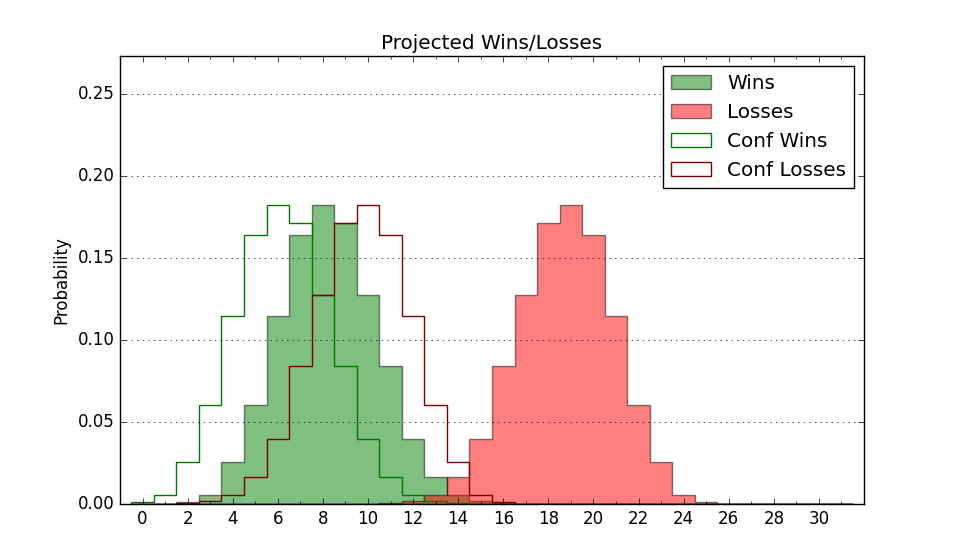 Projected Wins/Losses
Wins
Losses
Conf Wins
Conf Losses
Probability
0.25
0.20
0.15
0.10
0.05
0.00
0 2 4 6 8 10 12 14 16 18 20 22 24 26 28 30